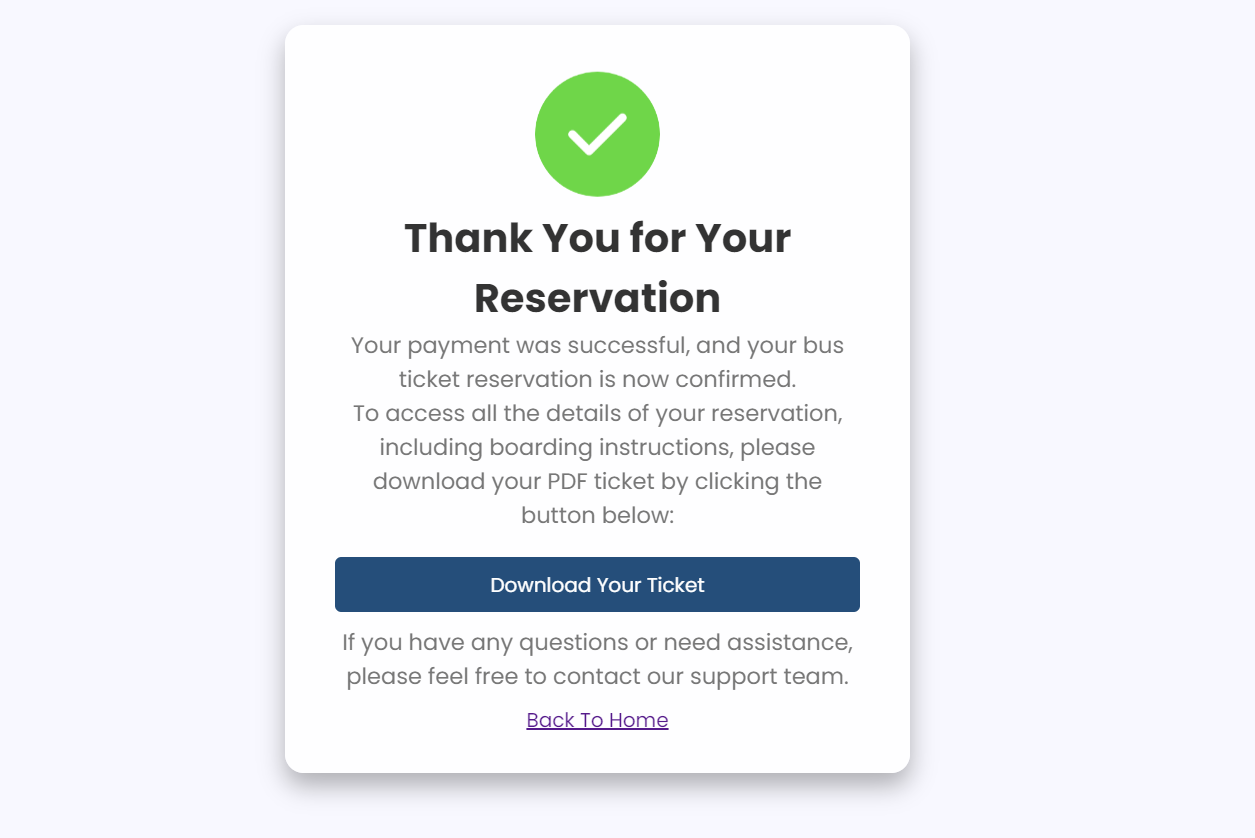 Thank You for Your
Reservation
Your payment was successful, and your bus
ticket reservation is now confirmed.
To access all the details of your reservation,
including boarding instructions, please
download your PDF ticket by clicking the
button below:
Download Your Ticket
If you have any questions or need assistance,
please feel free to contact our support team.
Back To Home